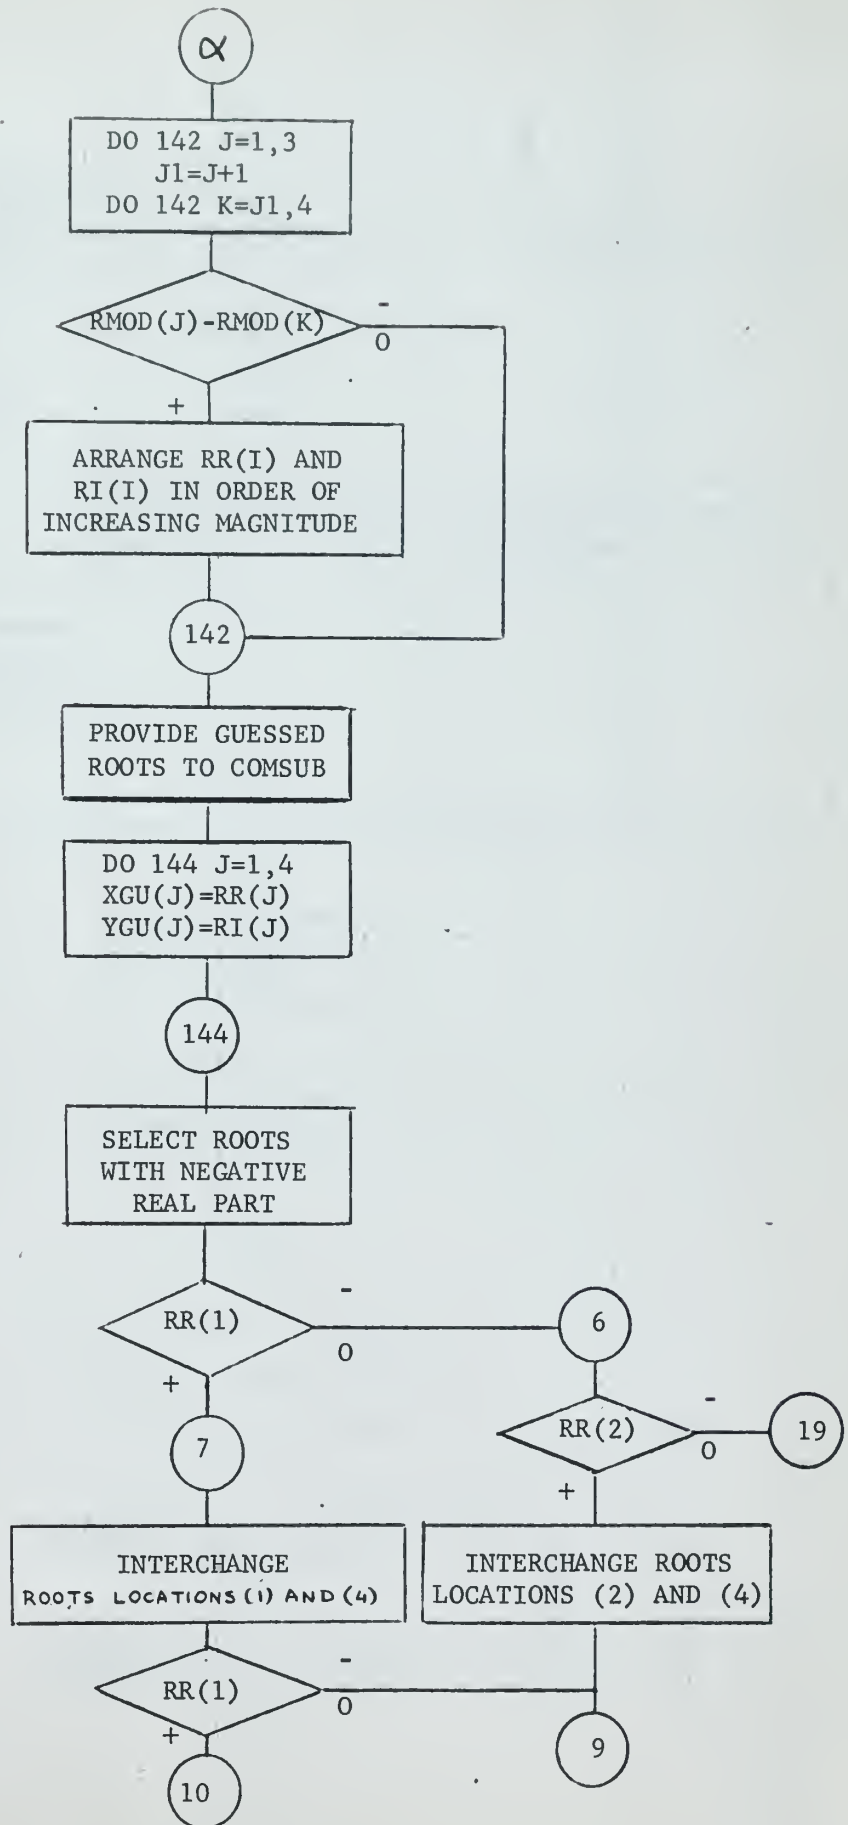 α
DO 142 J=1,3
J1=J+1
DO 142 K=J1,4
RMOD(J)-RMOD(K)
-
0
+
ARRANGE RR(I) AND
RI(I) IN ORDER OF
INCREASING MAGNITUDE
142
PROVIDE GUESSED
ROOTS TO COMSUB
DO 144 J=1,4
XGU(J)=RR(J)
YGU(J)=RI(J)
144
SELECT ROOTS
WITH NEGATIVE
REAL PART
RR(1)
-
0
+
6
RR(2)
-
0
+
19
7
INTERCHANGE
ROOTS LOCATIONS (1) AND (4)
INTERCHANGE ROOTS
LOCATIONS (2) AND (4)
RR(1)
-
0
+
9
10